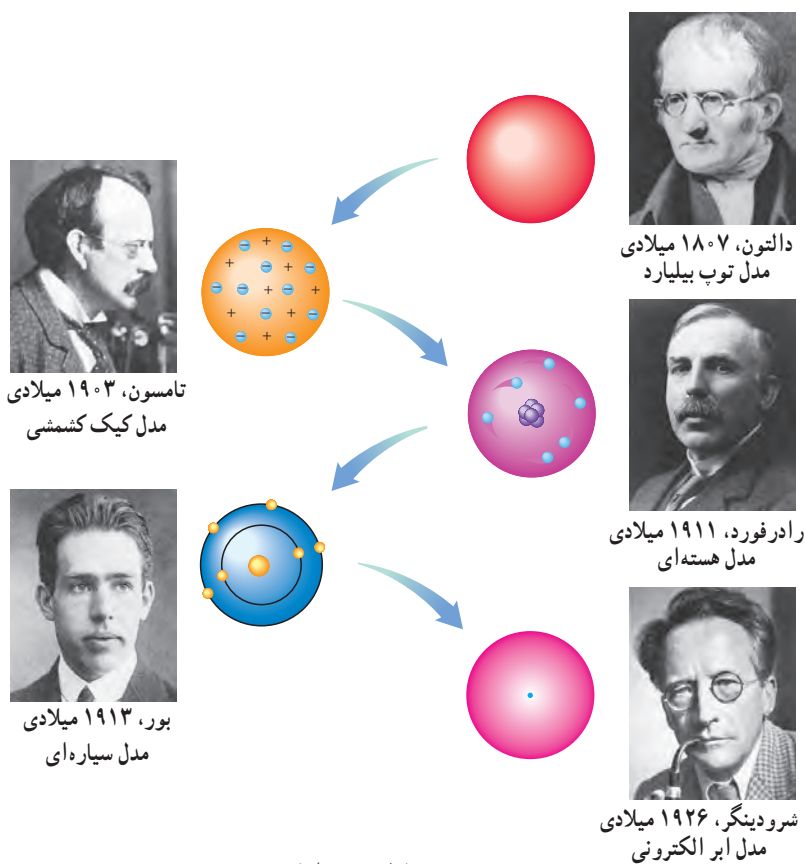 دالتون، ۱۸۰۷ میلادی
مدل توپ بیلیارد
تامسون، ۱۹۰۳ میلادی
مدل کیک کشمشی
رادرفورد، ۱۹۱۱ میلادی
مدل هسته‌ای
بور، ۱۹۱۳ میلادی
مدل سیاره‌ای
شرودینگر، ۱۹۲۶ میلادی
مدل ابر الکترونی